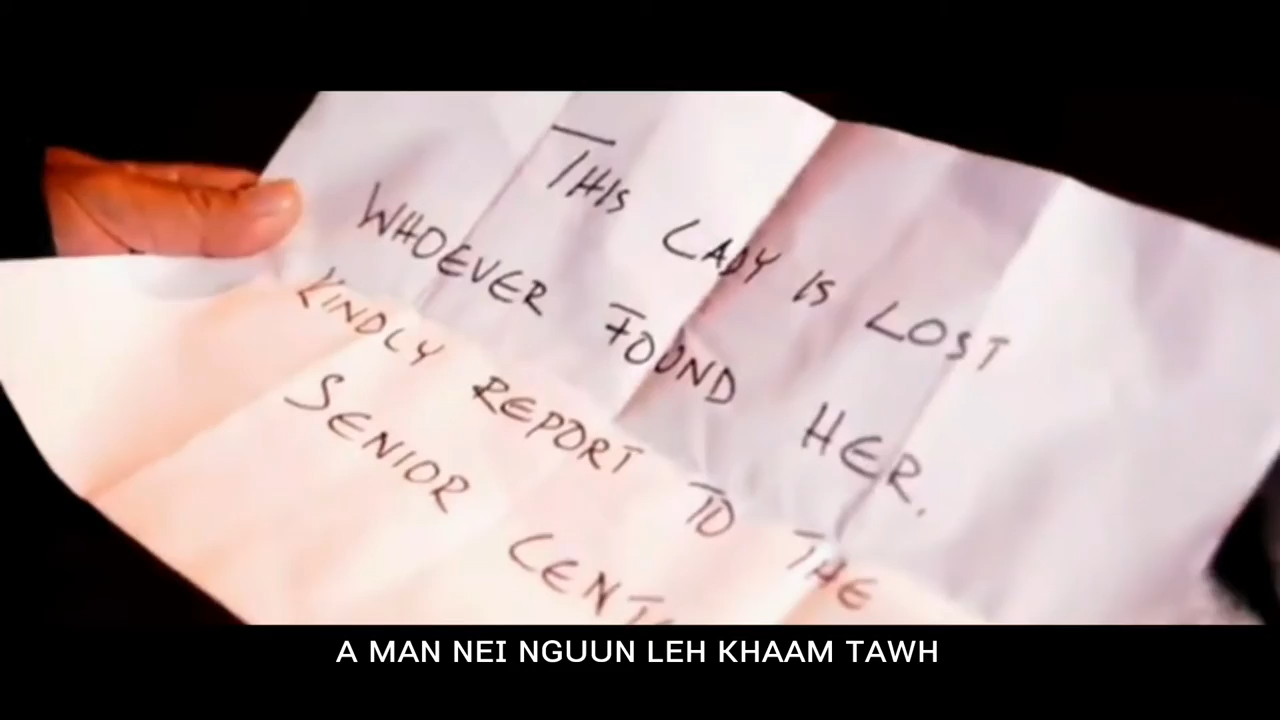 THIS LADY IS LOST
WHOEVER FOUND HER.
KINDLY REPORT TO THE
SENIOR
A MAN NEI NGUUN LEH KHAAM TAWH